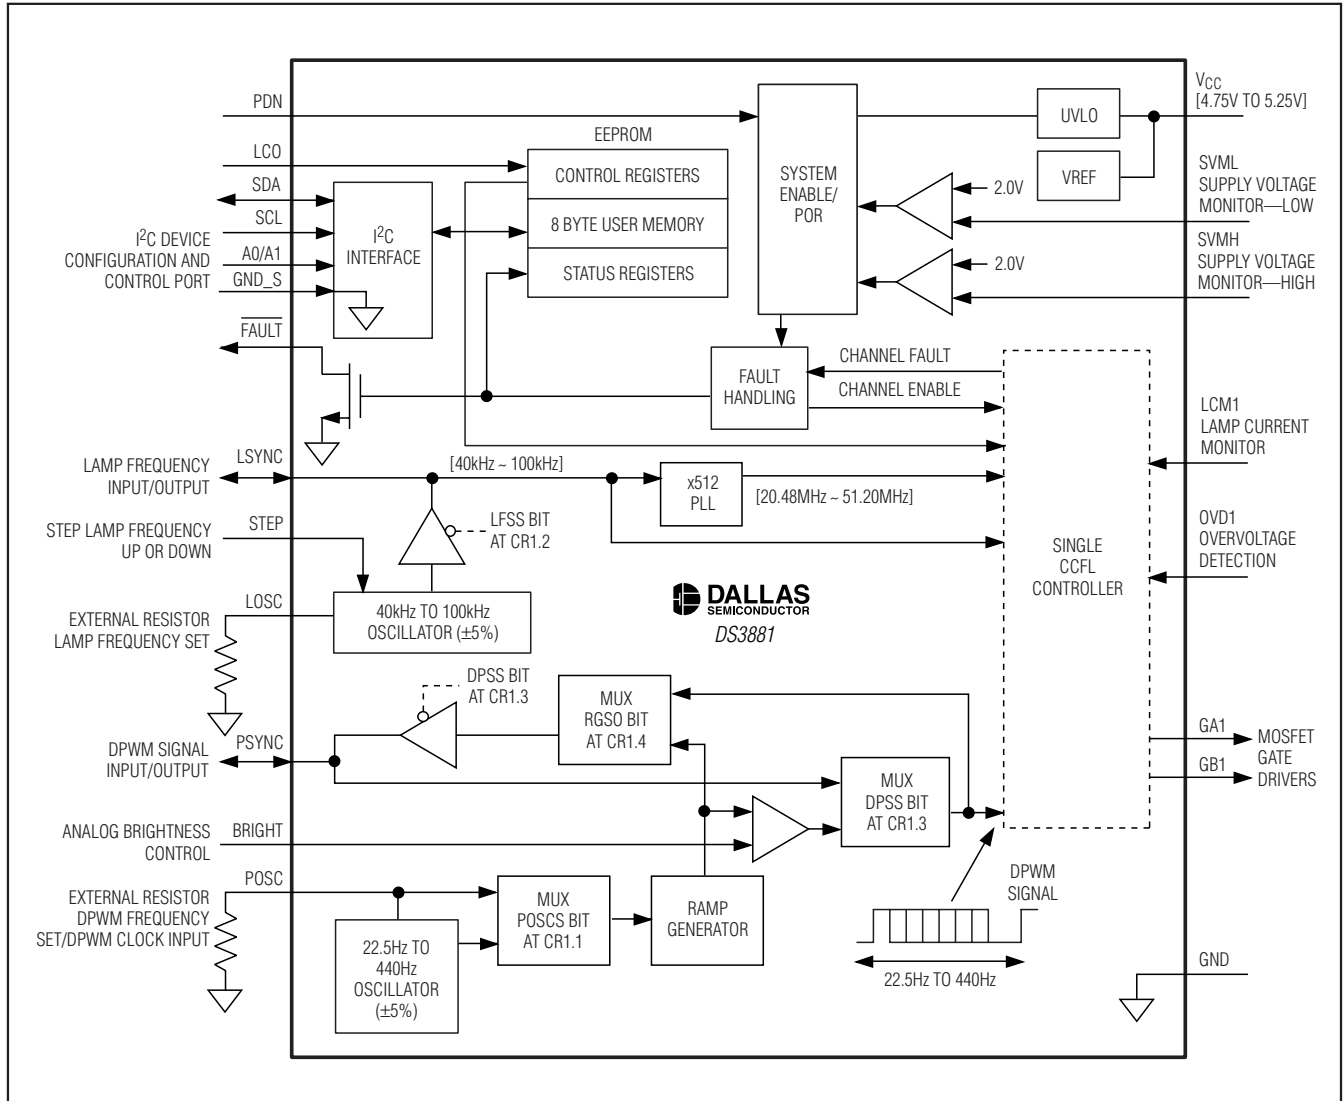 PDN
LCO
SDA
SCL
I²C DEVICE
CONFIGURATION AND
CONTROL PORT
A0/A1
GND_S
FAULT
LAMP FREQUENCY
INPUT/OUTPUT
LSYNC
STEP LAMP FREQUENCY
UP OR DOWN
STEP
EXTERNAL RESISTOR
LAMP FREQUENCY SET
LOSC
DPWM SIGNAL
INPUT/OUTPUT
PSYNC
ANALOG BRIGHTNESS
CONTROL
BRIGHT
EXTERNAL RESISTOR
DPWM FREQUENCY
SET/DPWM CLOCK INPUT
POSC
I²C
INTERFACE
EEPROM
CONTROL REGISTERS
8 BYTE USER MEMORY
STATUS REGISTERS
SYSTEM
ENABLE/
POR
UVLO
VREF
2.0V
2.0V
VCC
[4.75V TO 5.25V]
SVML
SUPPLY VOLTAGE
MONITOR—LOW
SVMH
SUPPLY VOLTAGE
MONITOR—HIGH
FAULT
HANDLING
CHANNEL FAULT
CHANNEL ENABLE
[40kHz ~ 100kHz]
x512
PLL
[20.48MHz ~ 51.20MHz]
LFSS BIT
AT CR1.2
40kHz TO 100kHz
OSCILLATOR (±5%)
DALLAS
SEMICONDUCTOR
DS3881
SINGLE
CCFL
CONTROLLER
LCM1
LAMP CURRENT
MONITOR
OVD1
OVERVOLTAGE
DETECTION
DPSS BIT
AT CR1.3
MUX
RGSO BIT
AT CR1.4
MUX
DPSS BIT
AT CR1.3
GA1
GB1
MOSFET
GATE
DRIVERS
MUX
POSCS BIT
AT CR1.1
RAMP
GENERATOR
22.5Hz TO
440Hz
OSCILLATOR
(±5%)
DPWM
SIGNAL
22.5Hz TO 440Hz
GND